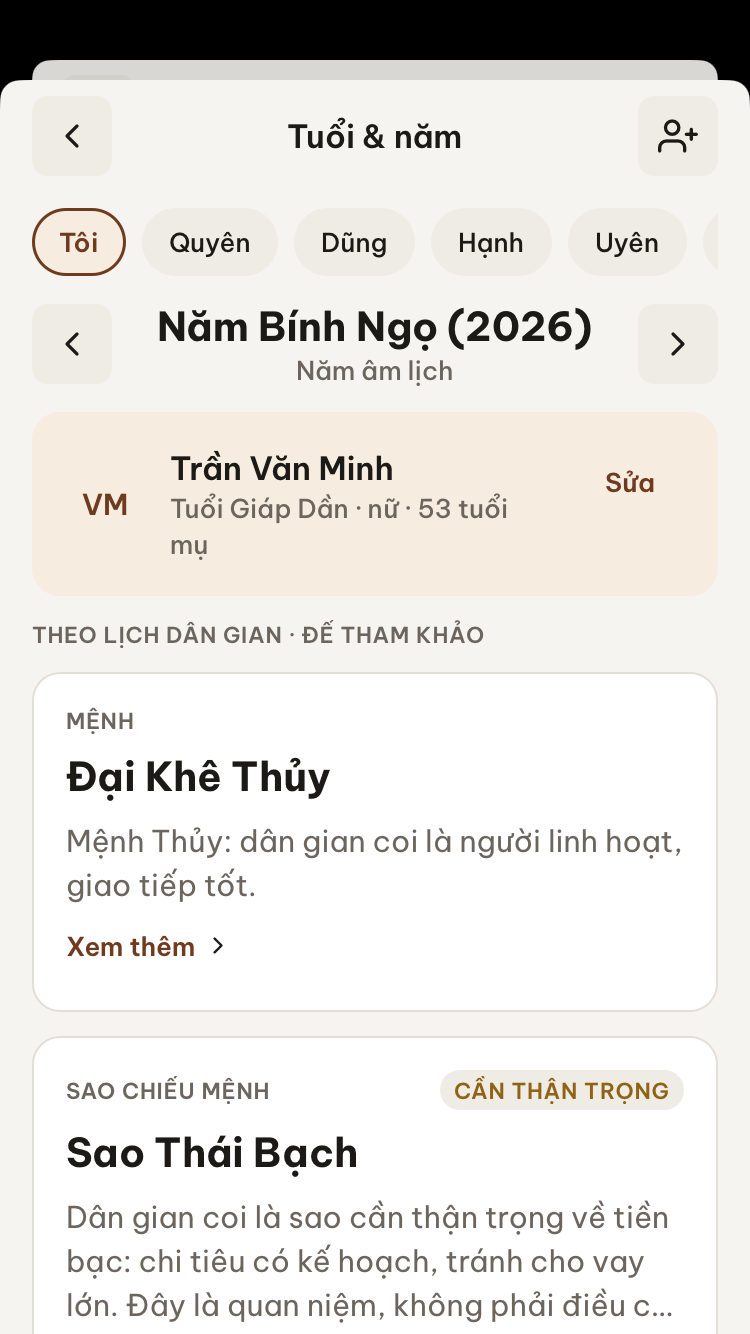 Tuổi & năm
Tôi
Quyên
Dũng
Hạnh
Uyên
Năm Bính Ngọ (2026)
Năm âm lịch
VM
Trần Văn Minh
Tuổi Giáp Dần · nữ · 53 tuổi
mụ
Sửa
THEO LỊCH DÂN GIAN · ĐỂ THAM KHẢO
MỆNH
Đại Khê Thủy
Mệnh Thủy: dân gian coi là người linh hoạt,
giao tiếp tốt.
Xem thêm
SAO CHIẾU MỆNH
CẦN THẬN TRỌNG
Sao Thái Bạch
Dân gian coi là sao cần thận trọng về tiền
bạc: chi tiêu có kế hoạch, tránh cho vay
lớn. Đây là quan niệm, không phải điều c...